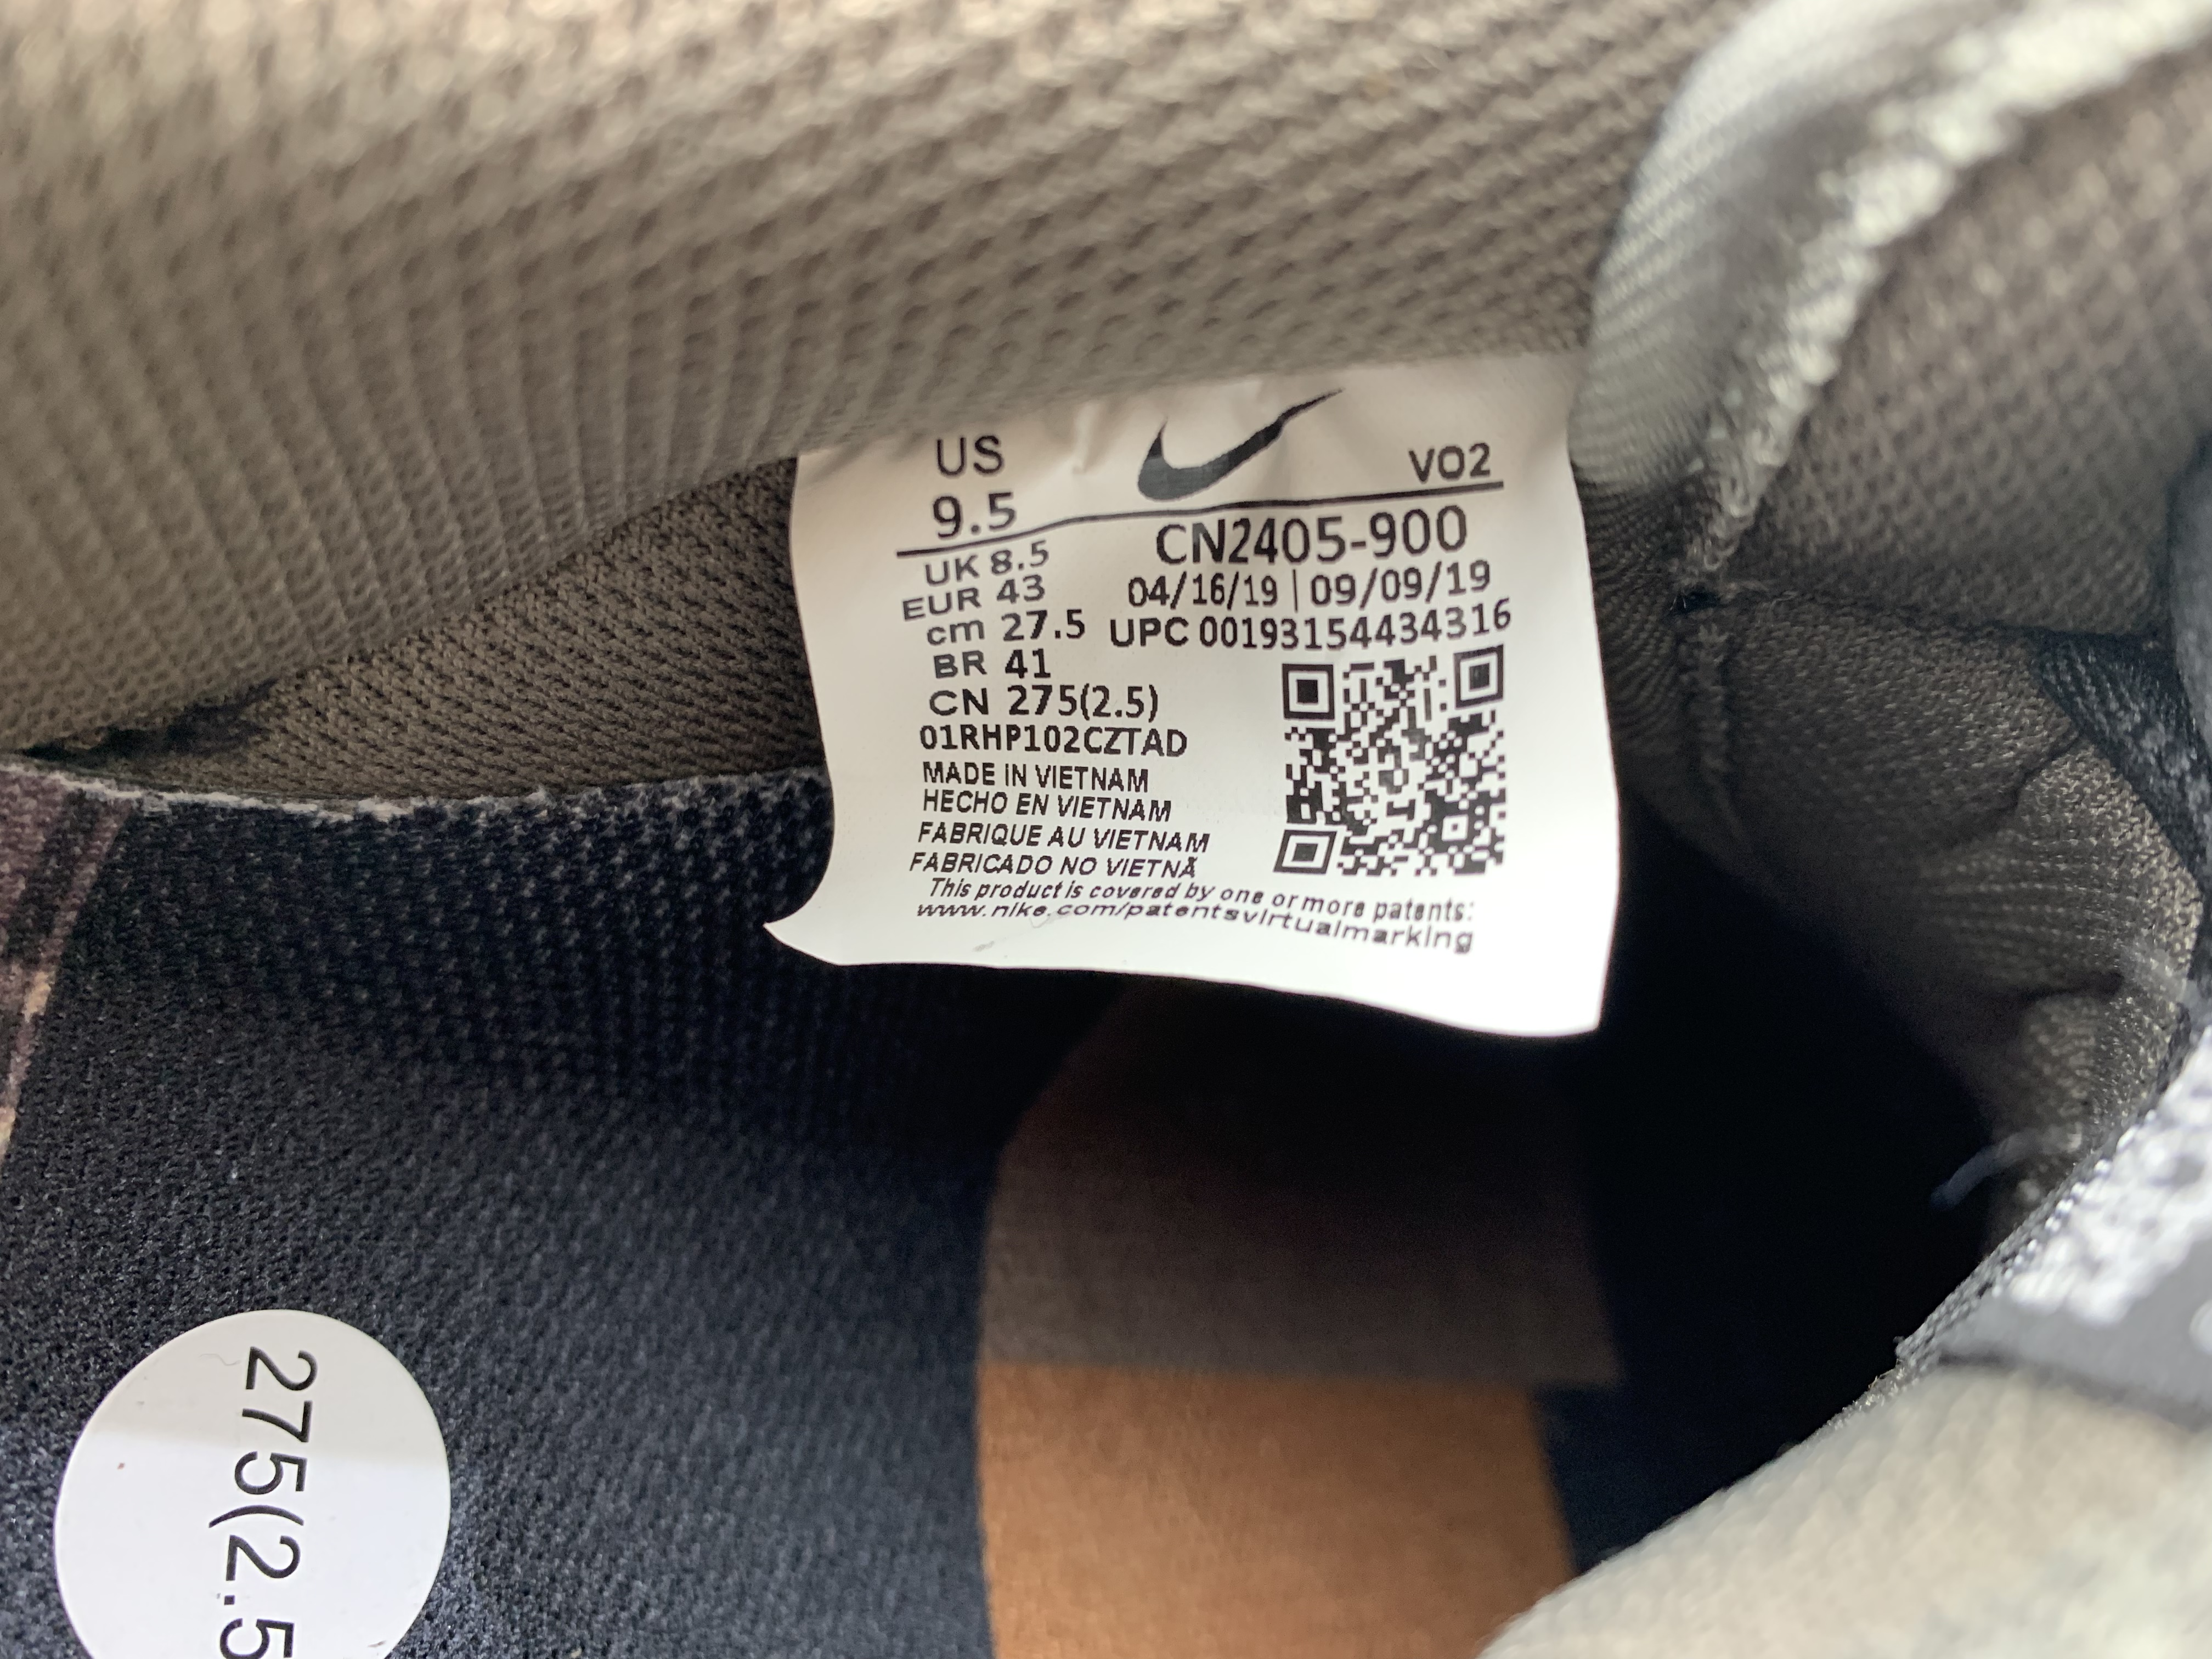 US
VO2
9.5
CN2405-900
UK 8.5
04/16/19 | 09/09/19
EUR 43
UPC 00193154434316
cm 27.5
BR 41
CN 275(2.5)
01RHP102CZTAD
MADE IN VIETNAM
HECHO EN VIETNAM
FABRIQUE AU VIETNAM
FABRICADO NO VIETNÃ
This product is covered by one or more patents:
www.nike.com/patentsvirtualmarking
275(2.5